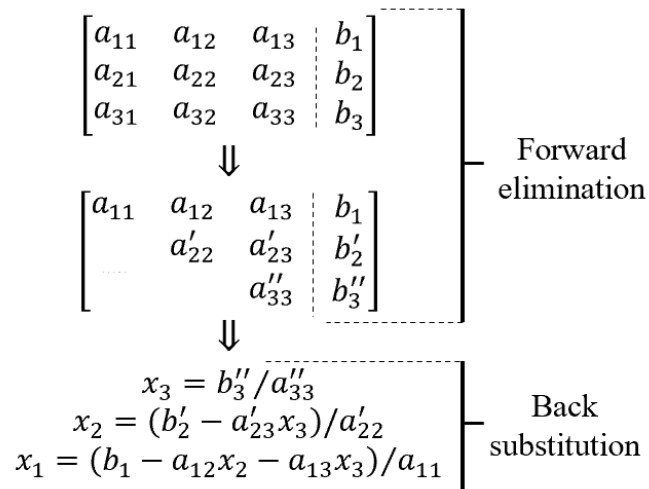 a₁₁ a₁₂ a₁₃ b₁
a₂₁ a₂₂ a₂₃ b₂
a₃₁ a₃₂ a₃₃ b₃
⇓
Forward
elimination
a₁₁ a₁₂ a₁₃ b₁
a′₂₂ a′₂₃ b′₂
a″₃₃ b″₃
⇓
x₃ = b″₃/a″₃₃
x₂ = (b′₂ − a′₂₃x₃)/a′₂₂
x₁ = (b₁ − a₁₂x₂ − a₁₃x₃)/a₁₁
Back
substitution